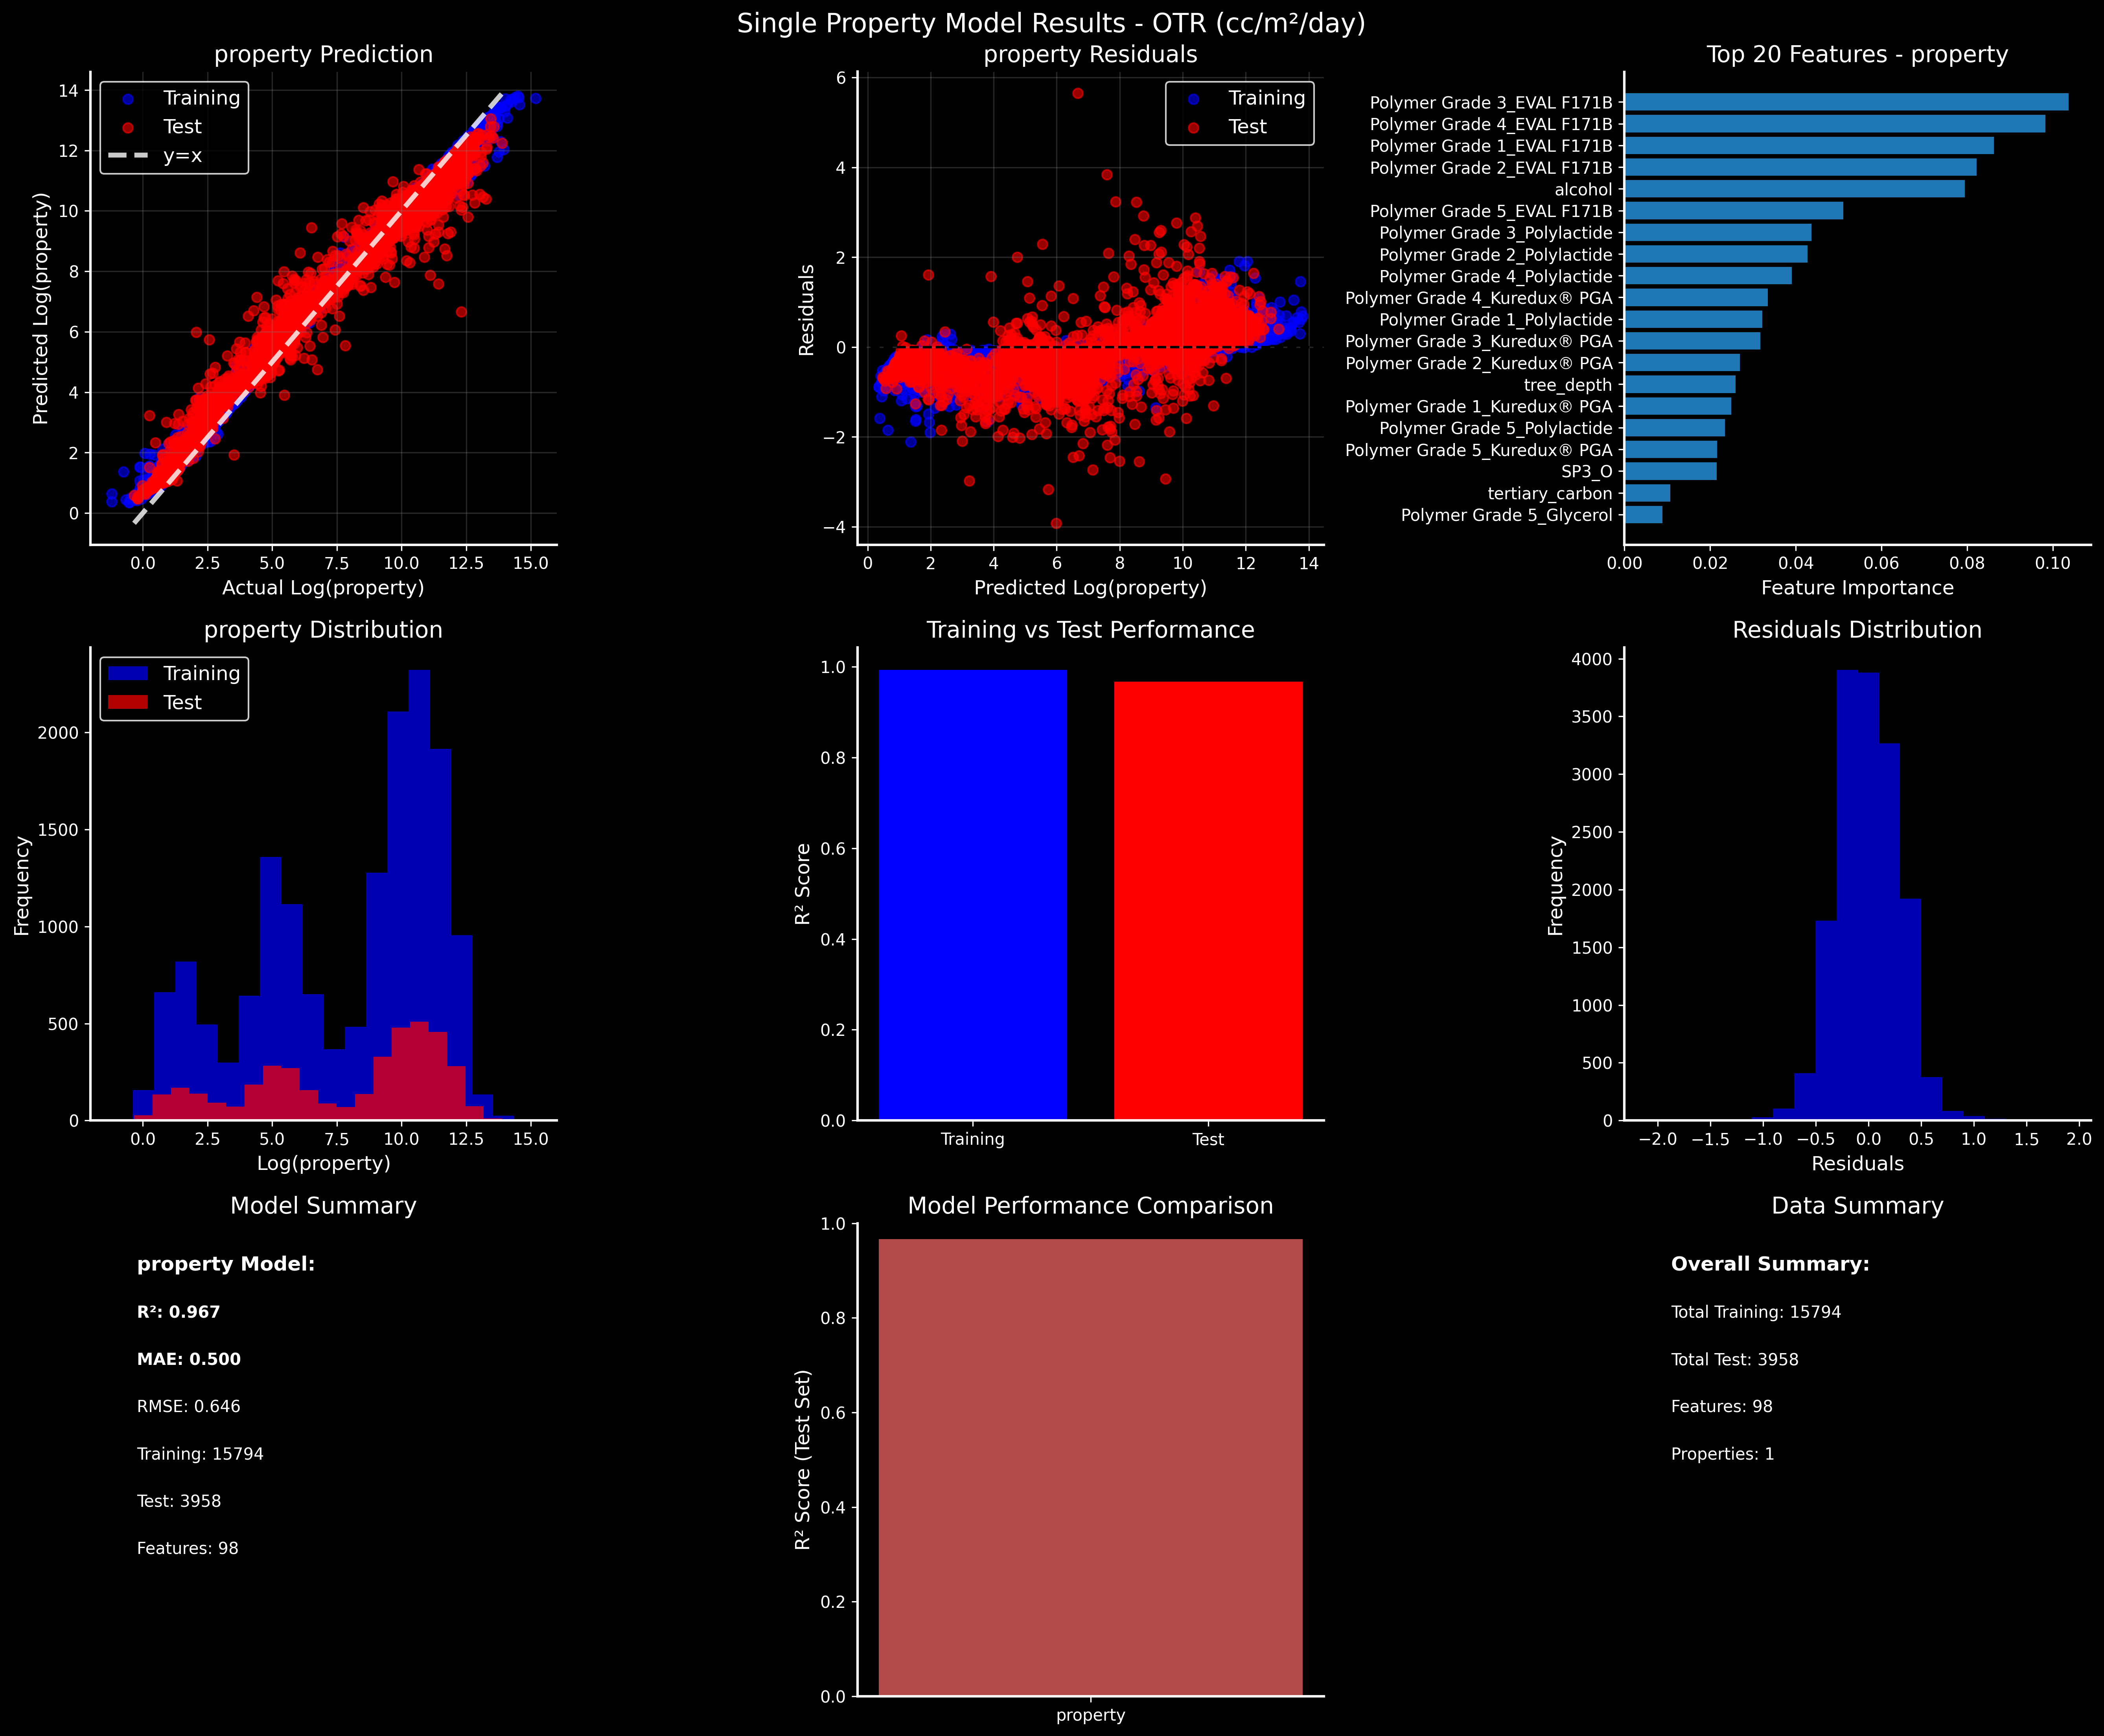 Single Property Model Results - OTR (cc/m²/day)
property Prediction
Training
Test
y=x
14
12
10
8
6
4
2
0
0.0 2.5 5.0 7.5 10.0 12.5 15.0
Actual Log(property)
Predicted Log(property)
property Residuals
Training
Test
6
4
2
0
−2
−4
0 2 4 6 8 10 12 14
Predicted Log(property)
Residuals
Top 20 Features - property
Polymer Grade 3_EVAL F171B
Polymer Grade 4_EVAL F171B
Polymer Grade 1_EVAL F171B
Polymer Grade 2_EVAL F171B
alcohol
Polymer Grade 5_EVAL F171B
Polymer Grade 3_Polylactide
Polymer Grade 2_Polylactide
Polymer Grade 4_Polylactide
Polymer Grade 4_Kuredux® PGA
Polymer Grade 1_Polylactide
Polymer Grade 3_Kuredux® PGA
Polymer Grade 2_Kuredux® PGA
tree_depth
Polymer Grade 1_Kuredux® PGA
Polymer Grade 5_Polylactide
Polymer Grade 5_Kuredux® PGA
SP3_O
tertiary_carbon
Polymer Grade 5_Glycerol
0.00 0.02 0.04 0.06 0.08 0.10
Feature Importance
property Distribution
Training
Test
2000
1500
1000
500
0
0.0 2.5 5.0 7.5 10.0 12.5 15.0
Log(property)
Frequency
Training vs Test Performance
1.0
0.8
0.6
0.4
0.2
0.0
Training Test
R² Score
Residuals Distribution
4000
3500
3000
2500
2000
1500
1000
500
0
−2.0 −1.5 −1.0 −0.5 0.0 0.5 1.0 1.5 2.0
Residuals
Frequency
Model Summary
property Model:
R²: 0.967
MAE: 0.500
RMSE: 0.646
Training: 15794
Test: 3958
Features: 98
Model Performance Comparison
1.0
0.8
0.6
0.4
0.2
0.0
property
R² Score (Test Set)
Data Summary
Overall Summary:
Total Training: 15794
Total Test: 3958
Features: 98
Properties: 1